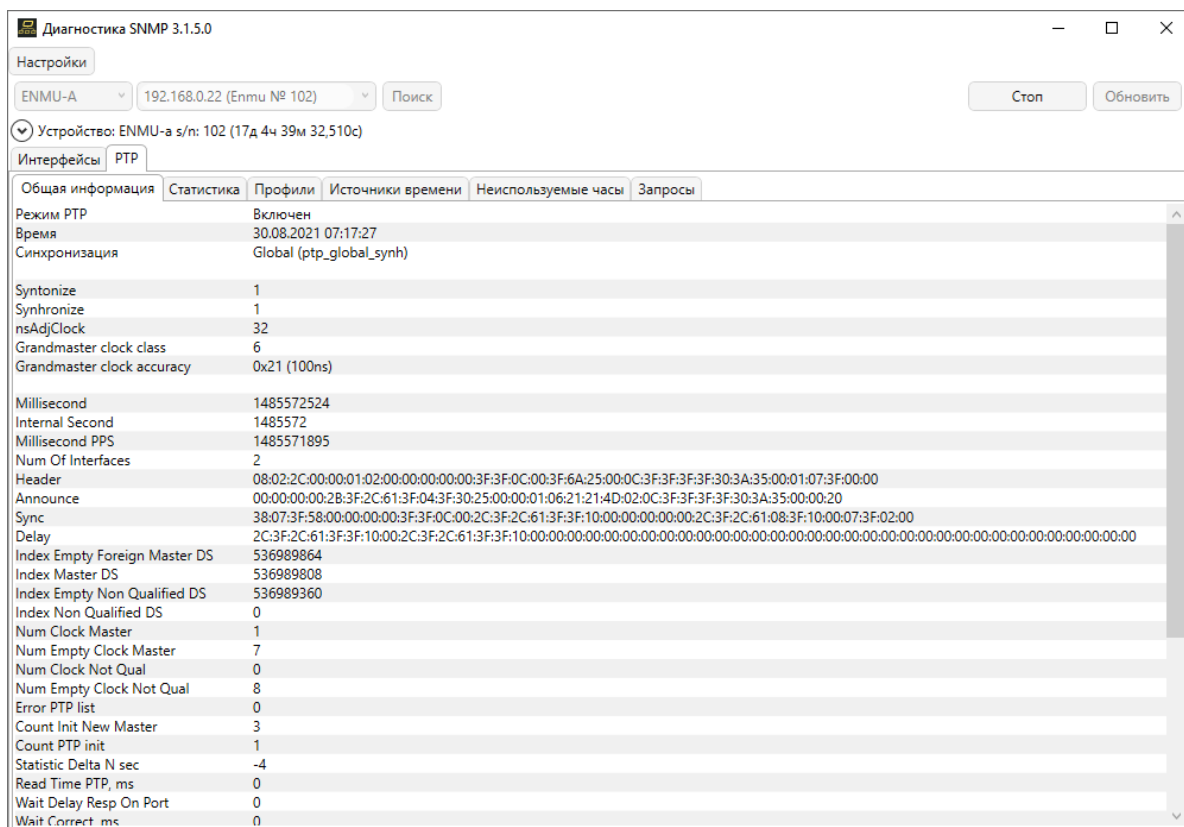 Диагностика SNMP 3.1.5.0
Настройки
ENMU-A 192.168.0.22 (Enmu № 102) Поиск Стоп Обновить
Устройство: ENMU-a s/n: 102 (17д 4ч 39м 32,510с)
Интерфейсы PTP
Общая информация Статистика Профили Источники времени Неиспользуемые часы Запросы
Режим PTP Включен
Время 30.08.2021 07:17:27
Синхронизация Global (ptp_global_synh)
Syntonize 1
Synhronize 1
nsAdjClock 32
Grandmaster clock class 6
Grandmaster clock accuracy 0x21 (100ns)
Millisecond 1485572524
Internal Second 1485572
Millisecond PPS 1485571895
Num Of Interfaces 2
Header 08:02:2C:00:00:01:02:00:00:00:00:00:3F:3F:0C:00:3F:6A:25:00:0C:3F:3F:3F:3F:30:3A:35:00:01:07:3F:00:00
Announce 00:00:00:00:2B:3F:2C:61:3F:04:3F:30:25:00:00:01:06:21:21:4D:02:0C:3F:3F:3F:3F:30:3A:35:00:00:20
Sync 38:07:3F:58:00:00:00:00:3F:3F:0C:00:2C:3F:2C:61:3F:3F:10:00:00:00:00:00:2C:3F:2C:61:08:3F:10:00:07:3F:02:00
Delay 2C:3F:2C:61:3F:3F:10:00:2C:3F:2C:61:3F:3F:10:00:00:00:00:00:00:00:00:00:00:00:00:00:00:00:00:00:00:00:00:00:00:00:00:00:00:00:00:00:00:00:00:00
Index Empty Foreign Master DS 536989864
Index Master DS 536989808
Index Empty Non Qualified DS 536989360
Index Non Qualified DS 0
Num Clock Master 1
Num Empty Clock Master 7
Num Clock Not Qual 0
Num Empty Clock Not Qual 8
Error PTP list 0
Count Init New Master 3
Count PTP init 1
Statistic Delta N sec -4
Read Time PTP, ms 0
Wait Delay Resp On Port 0
Wait Correct, ms 0